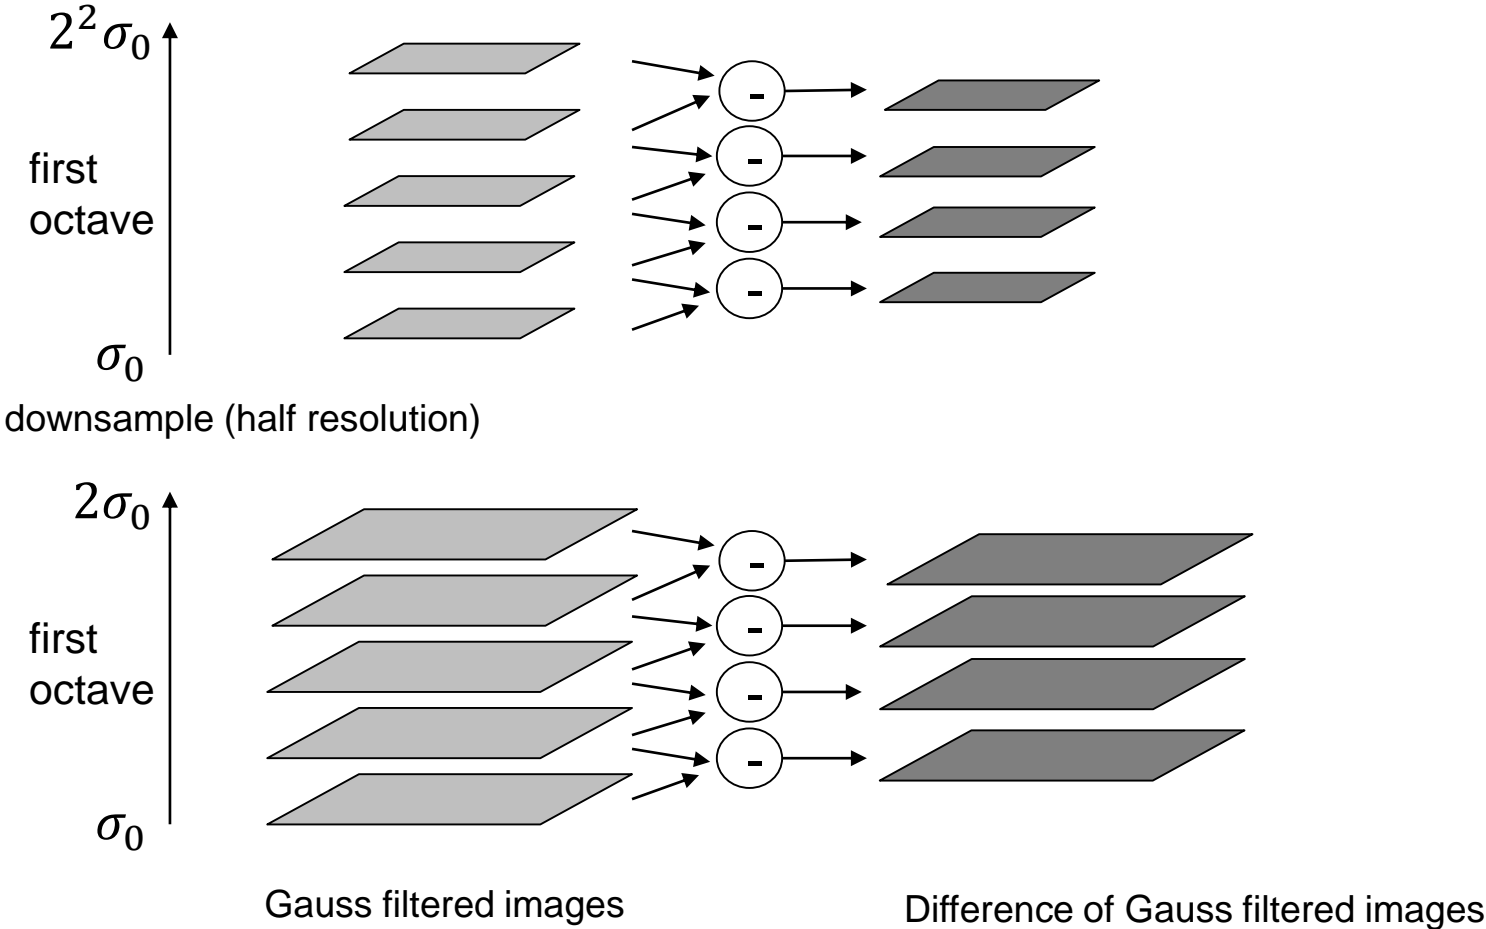 2²σ₀
first
octave
-
-
-
-
σ₀
downsample (half resolution)
2σ₀
first
octave
-
-
-
-
σ₀
Gauss filtered images
Difference of Gauss filtered images